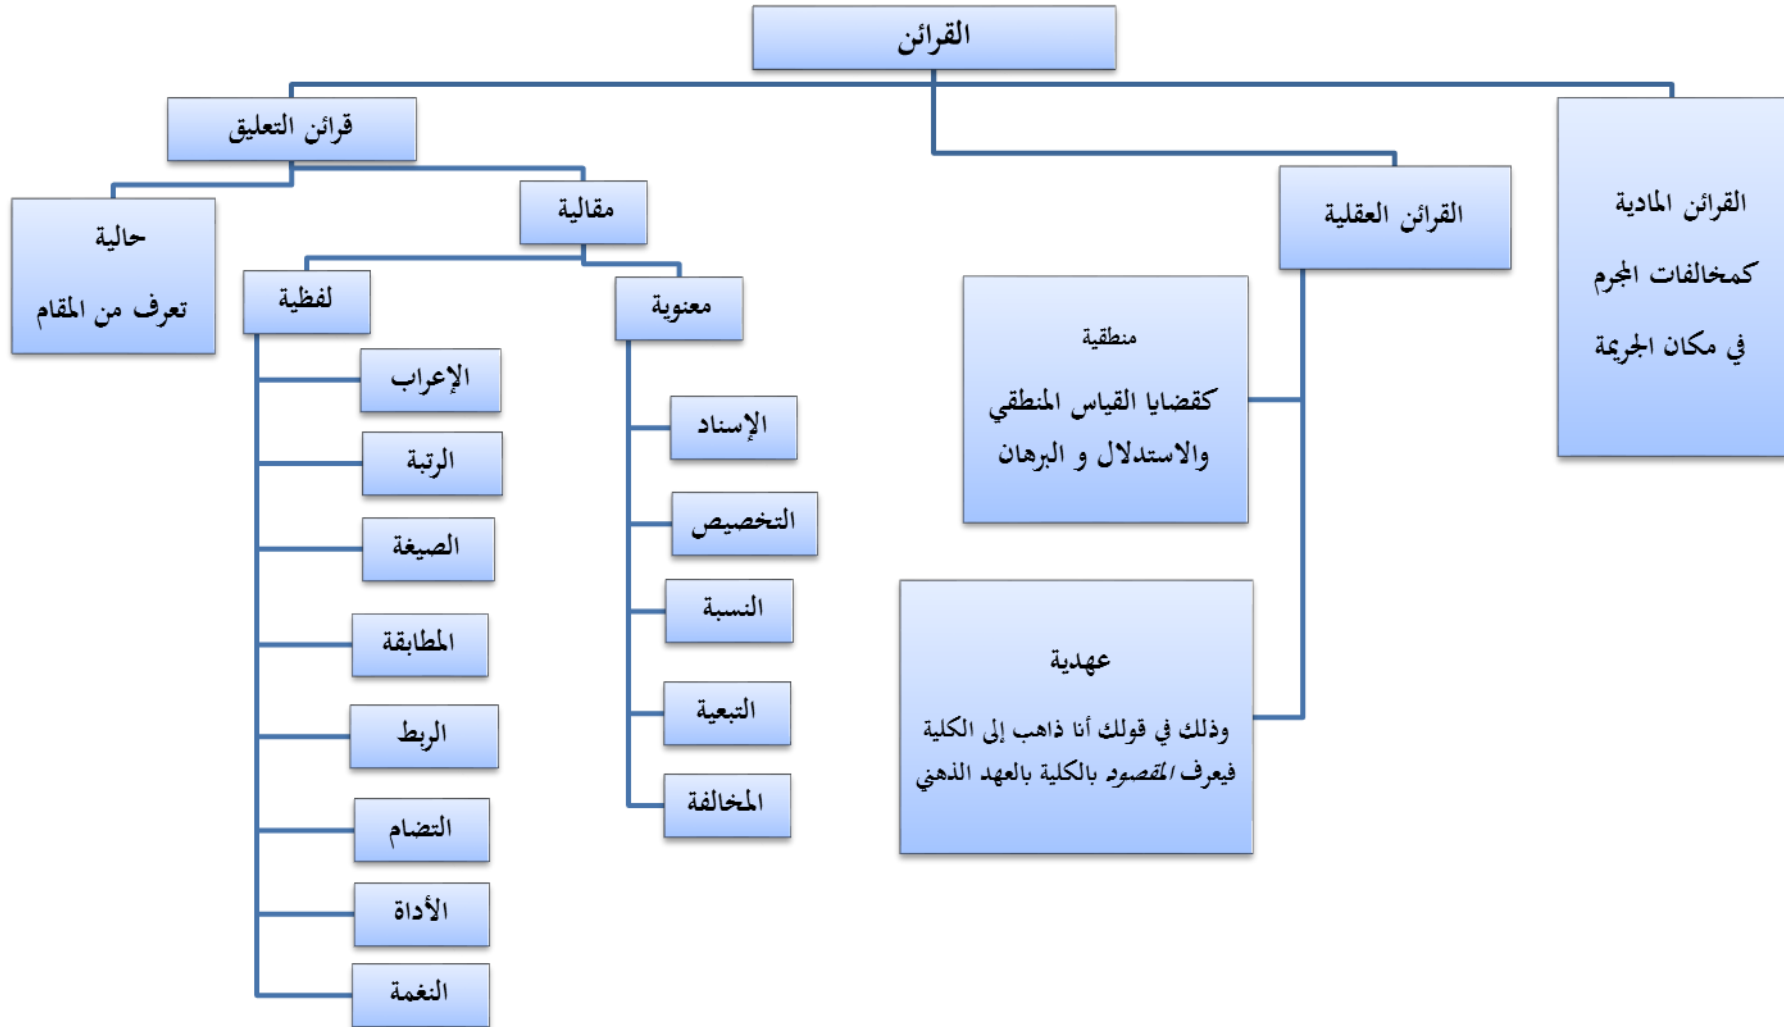 القرائن
القرائن المادية
كمخالفات المجرم
في مكان الجريمة
القرائن العقلية
منطقية
كقضايا القياس المنطقي
والاستدلال و البرهان
عهدية
وذلك في قولك أنا ذاهب إلى الكلية
فيعرف المقصود بالكلية بالعهد الذهني
قرائن التعليق
مقالية
معنوية
الإسناد
التخصيص
النسبة
التبعية
المخالفة
لفظية
الإعراب
الرتبة
الصيغة
المطابقة
الربط
التضام
الأداة
النغمة
حالية
تعرف من المقام